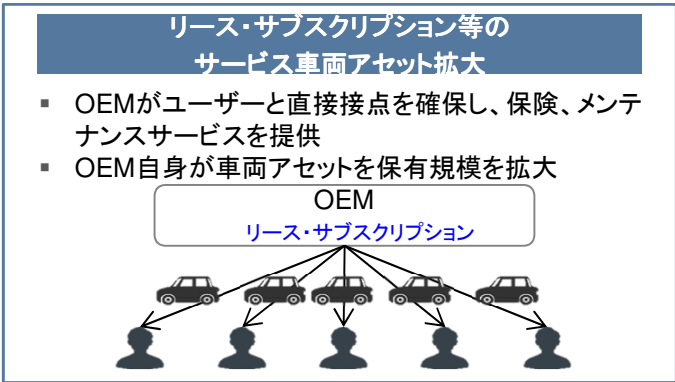 リース・サブスクリプション等の
サービス車両アセット拡大
▪ OEMがユーザーと直接接点を確保し、保険、メンテ
ナンスサービスを提供
▪ OEM自身が車両アセットを保有規模を拡大
OEM
リース・サブスクリプション